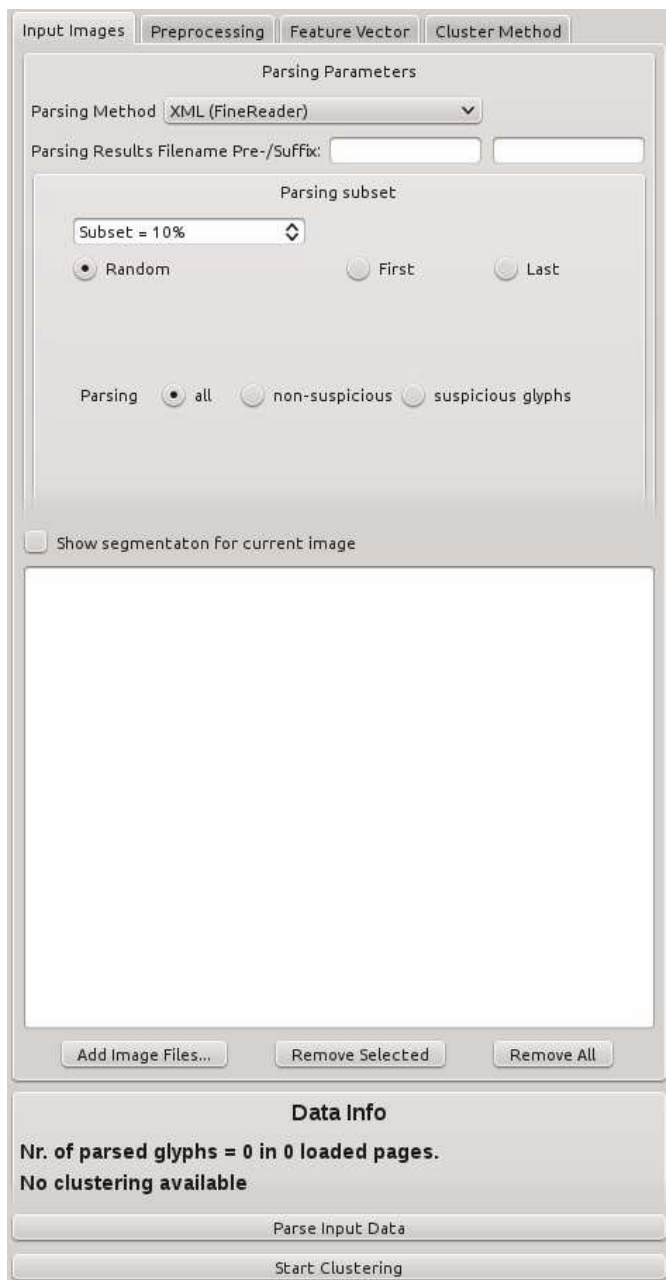 Input Images Preprocessing Feature Vector Cluster Method
Parsing Parameters
Parsing Method XML (FineReader)
Parsing Results Filename Pre-/Suffix:
Parsing subset
Subset = 10%
Random First Last
Parsing all non-suspicious suspicious glyphs
Show segmentaton for current image
Add Image Files... Remove Selected Remove All
Data Info
Nr. of parsed glyphs = 0 in 0 loaded pages.
No clustering available
Parse Input Data
Start Clustering